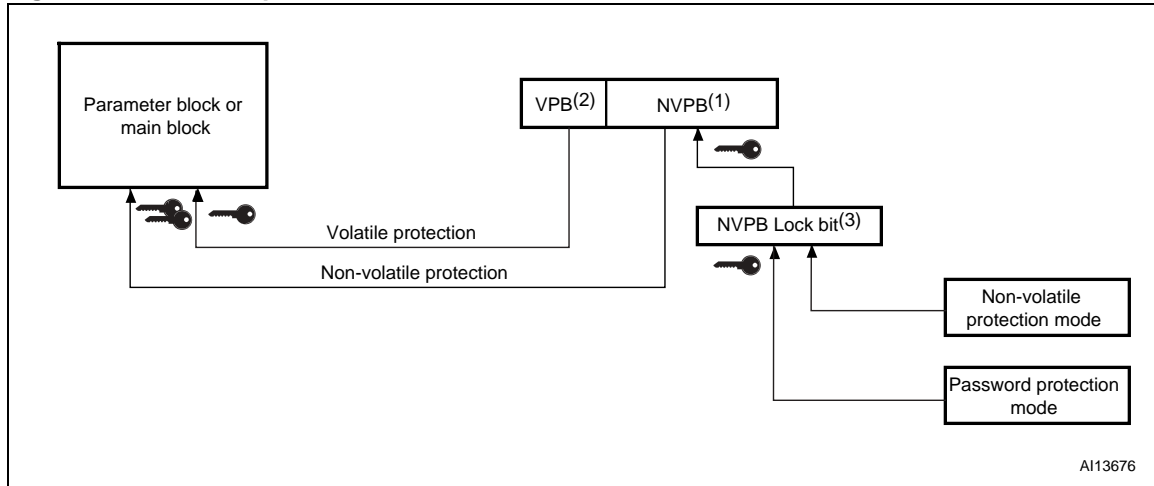 Parameter block or
main block
VPB(2)
NVPB(1)
NVPB Lock bit(3)
Volatile protection
Non-volatile protection
Non-volatile
protection mode
Password protection
mode
AI13676